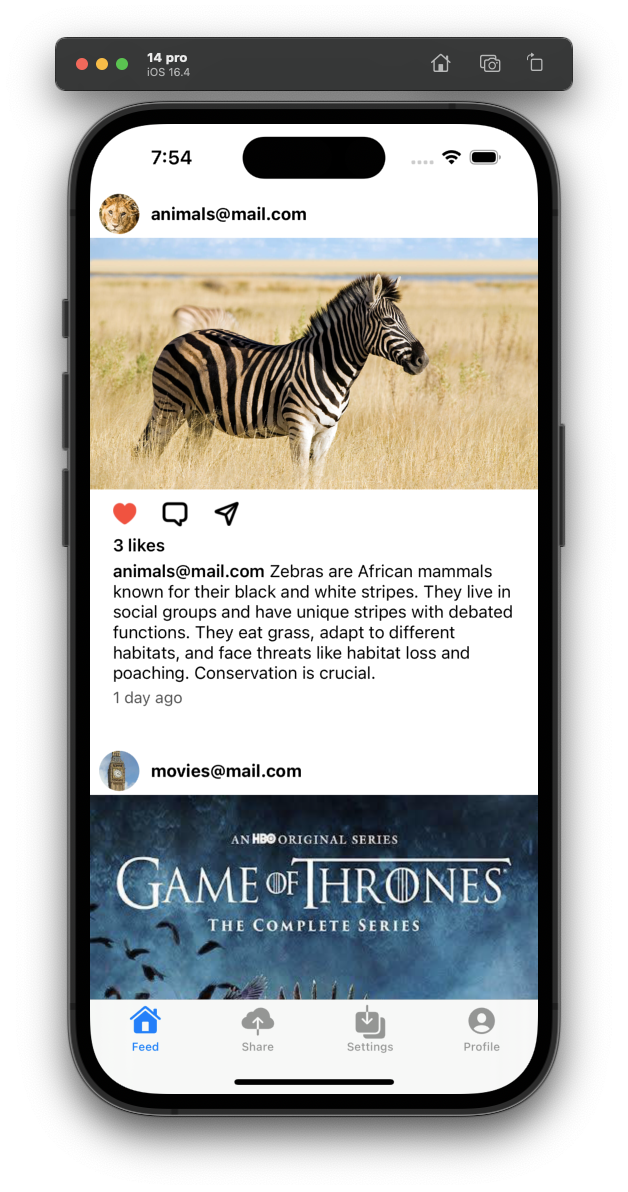 14 pro
iOS 16.4
7:54
animals@mail.com
3 likes
animals@mail.com Zebras are African mammals
known for their black and white stripes. They live in
social groups and have unique stripes with debated
functions. They eat grass, adapt to different
habitats, and face threats like habitat loss and
poaching. Conservation is crucial.
1 day ago
movies@mail.com
AN HBO ORIGINAL SERIES
GAME OF THRONES
THE COMPLETE SERIES
Feed
Share
Settings
Profile